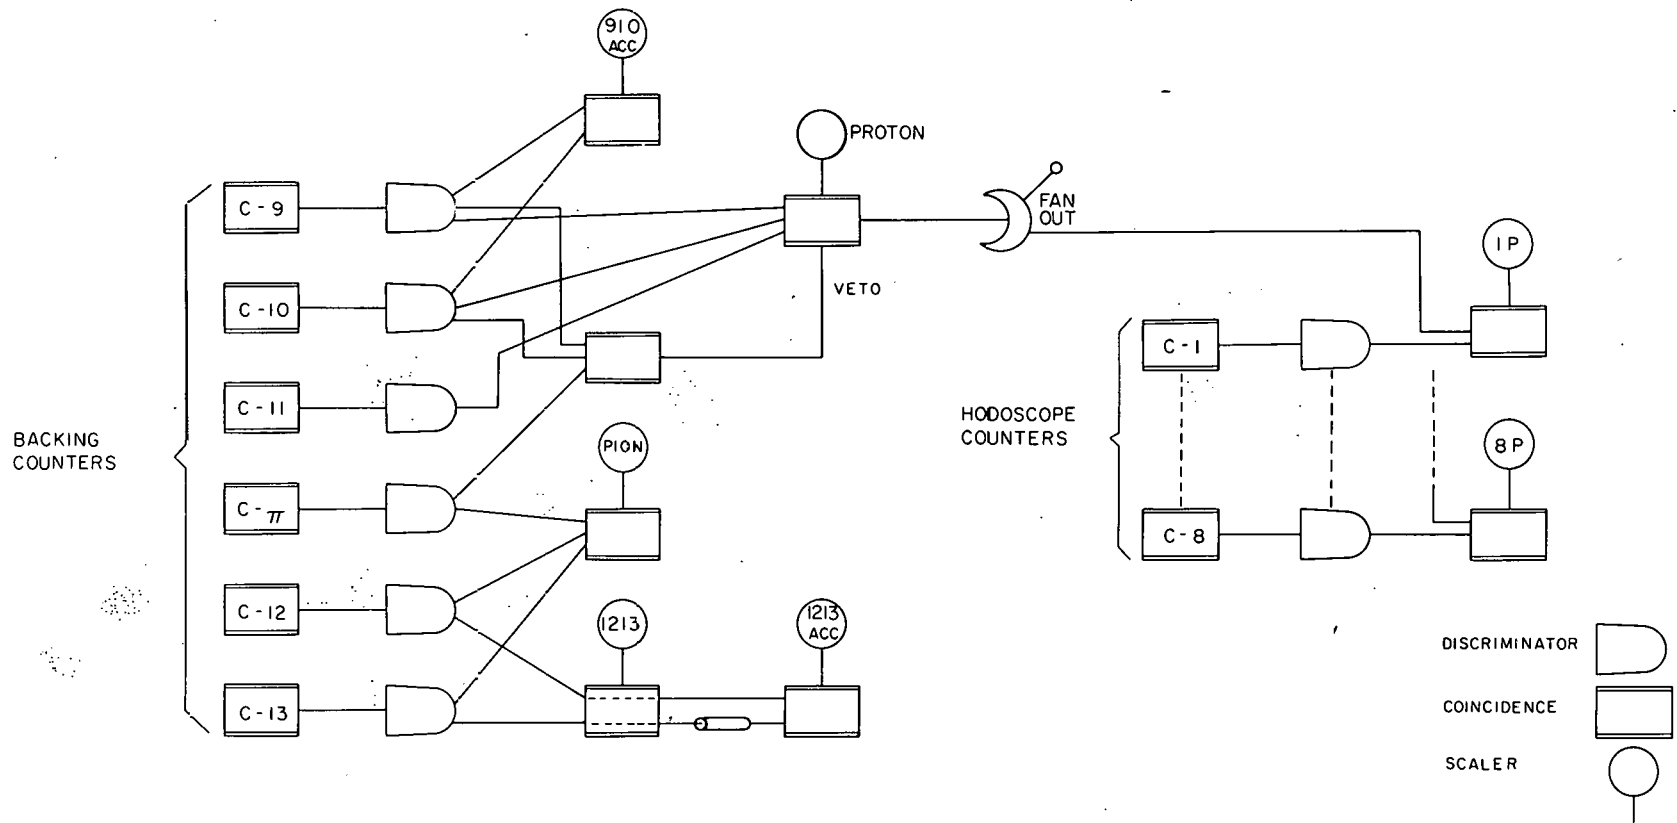 910
ACC
PROTON
C-9
FAN
OUT
1P
C-10
VETO
C-1
C-11
HODOSCOPE
COUNTERS
BACKING
COUNTERS
PION
8P
C-π
C-8
C-12
1213
1213
ACC
DISCRIMINATOR
C-13
COINCIDENCE
SCALER